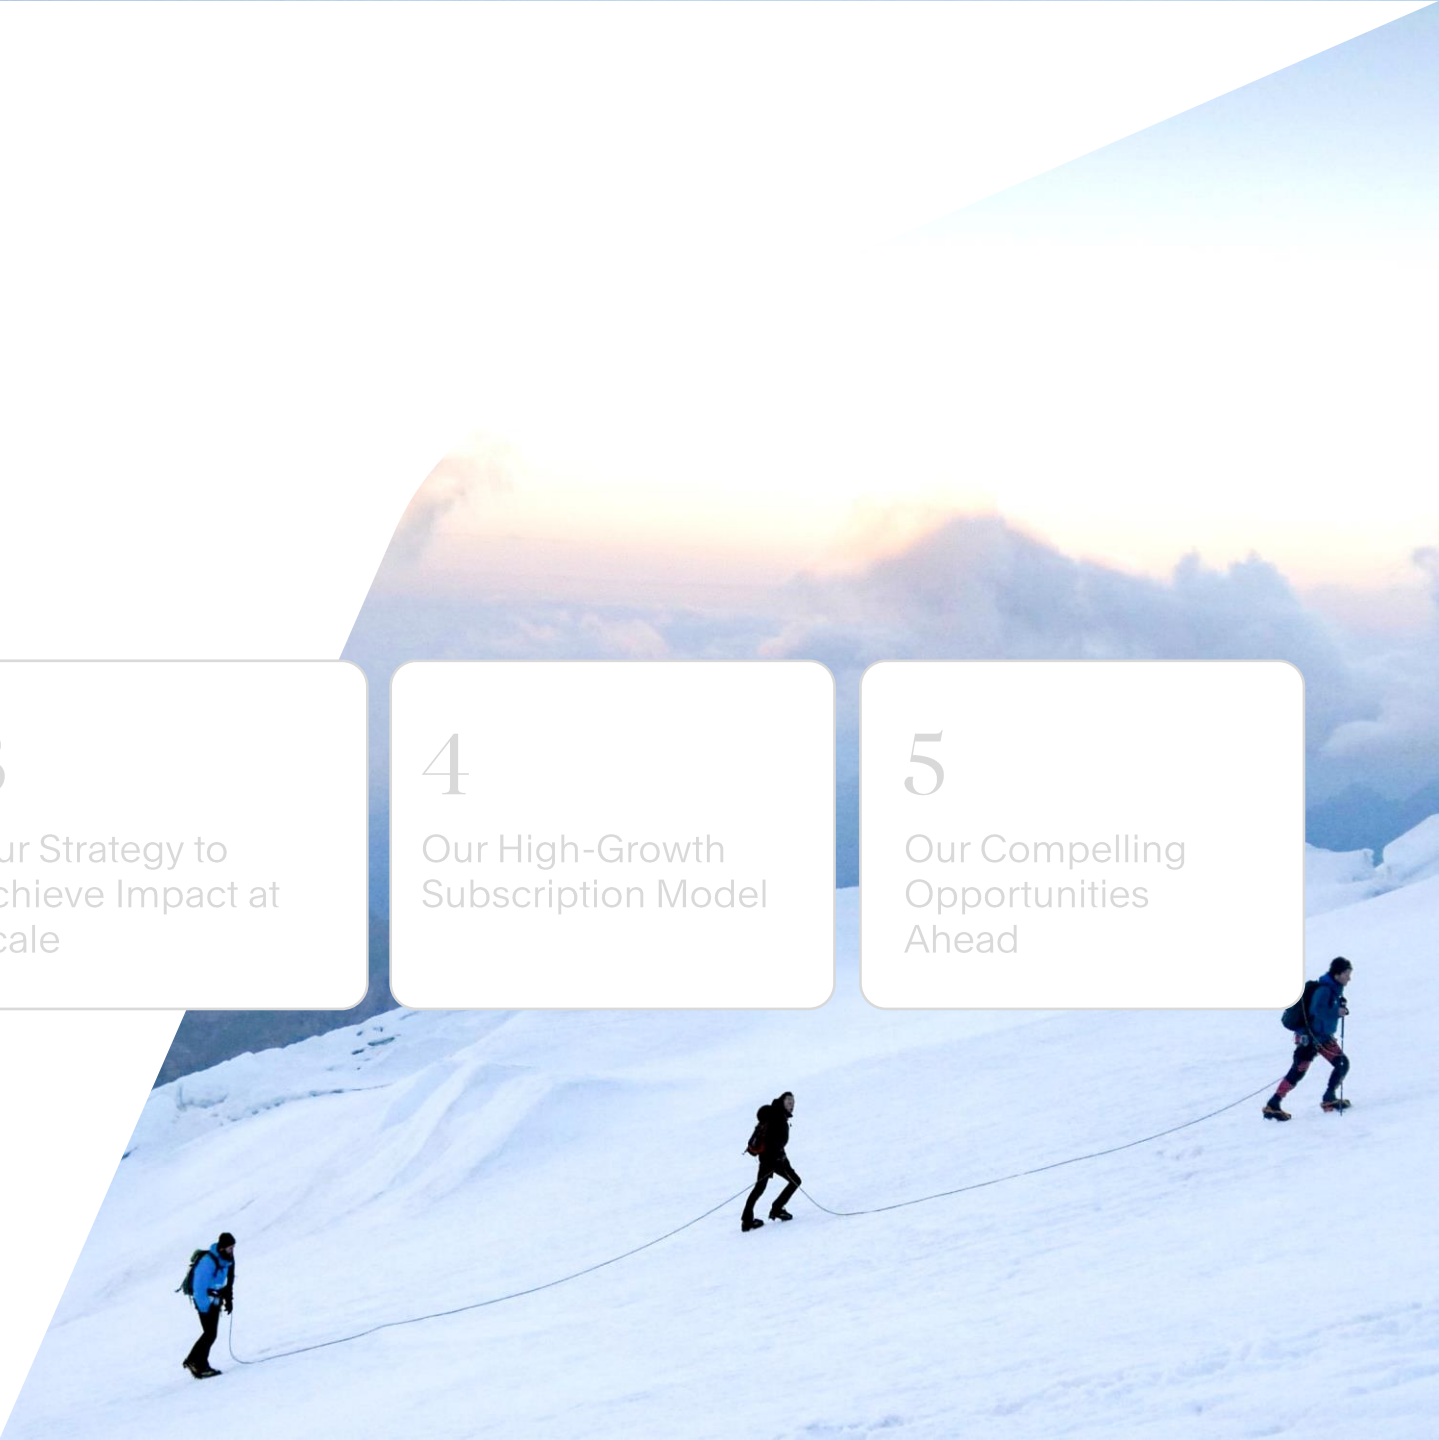 ur Strategy to
chieve Impact at
cale
4
Our High-Growth
Subscription Model
5
Our Compelling
Opportunities
Ahead